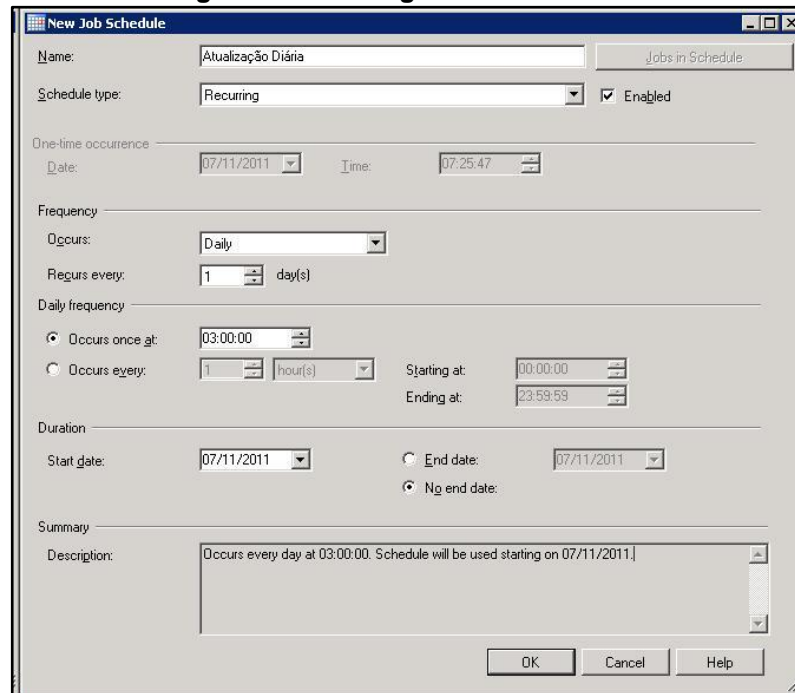 New Job Schedule
Name: Atualização Diária Jobs in Schedule
Schedule type: Recurring Enabled
One-time occurrence
Date: 07/11/2011 Time: 07:25:47
Frequency
Occurs: Daily
Recurs every: 1 day(s)
Daily frequency
Occurs once at: 03:00:00
Occurs every: 1 hour(s) Starting at: 00:00:00
Ending at: 23:59:59
Duration
Start date: 07/11/2011 End date: 07/11/2011
No end date:
Summary
Description: Occurs every day at 03:00:00. Schedule will be used starting on 07/11/2011.
OK Cancel Help